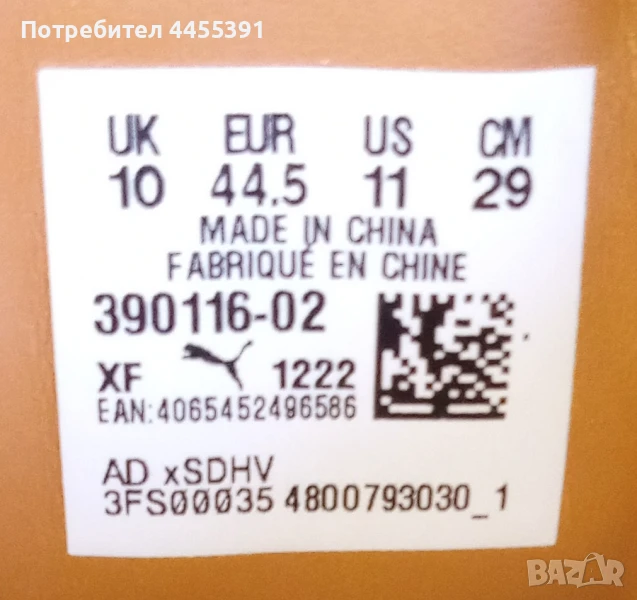 Потребител 4455391
UK EUR US CM
10 44.5 11 29
MADE IN CHINA
FABRIQUÉ EN CHINE
390116-02
XF 1222
EAN:4065452496586
AD xSDHV
3FS00035 4800793030_1
BAZAR